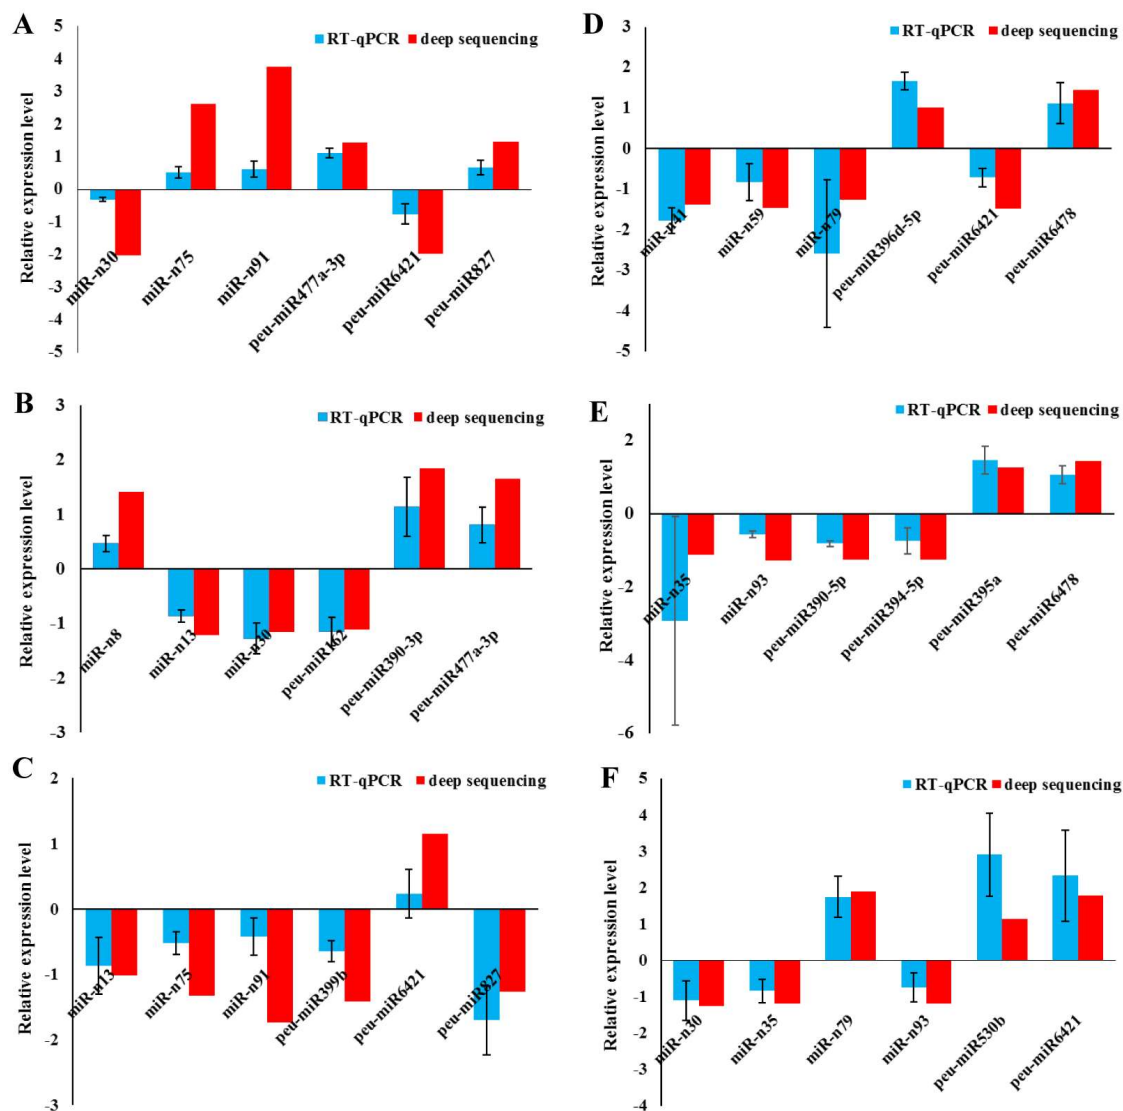 A
RT-qPCR deep sequencing
Relative expression level
5
4
3
2
1
0
-1
-2
-3
-4
-5
miR-n30
miR-n75
miR-n91
peu-miR477a-3p
peu-miR6421
peu-miR827
B
RT-qPCR deep sequencing
Relative expression level
3
2
1
0
-1
-2
-3
miR-n8
miR-n13
miR-n30
peu-miR162
peu-miR390-3p
peu-miR477a-3p
C
RT-qPCR deep sequencing
Relative expression level
2
1
0
-1
-2
-3
miR-n13
miR-n75
miR-n91
peu-miR399b
peu-miR6421
peu-miR827
D
RT-qPCR deep sequencing
Relative expression level
3
2
1
0
-1
-2
-3
-4
-5
miR-n41
miR-n59
miR-n79
peu-miR396d-5p
peu-miR6421
peu-miR6478
E
RT-qPCR deep sequencing
Relative expression level
2
0
-2
-4
-6
miR-n35
miR-n93
peu-miR390-5p
peu-miR394-5p
peu-miR395a
peu-miR6478
F
RT-qPCR deep sequencing
Relative expression level
5
4
3
2
1
0
-1
-2
-3
-4
miR-n30
miR-n35
miR-n79
miR-n93
peu-miR530b
peu-miR6421